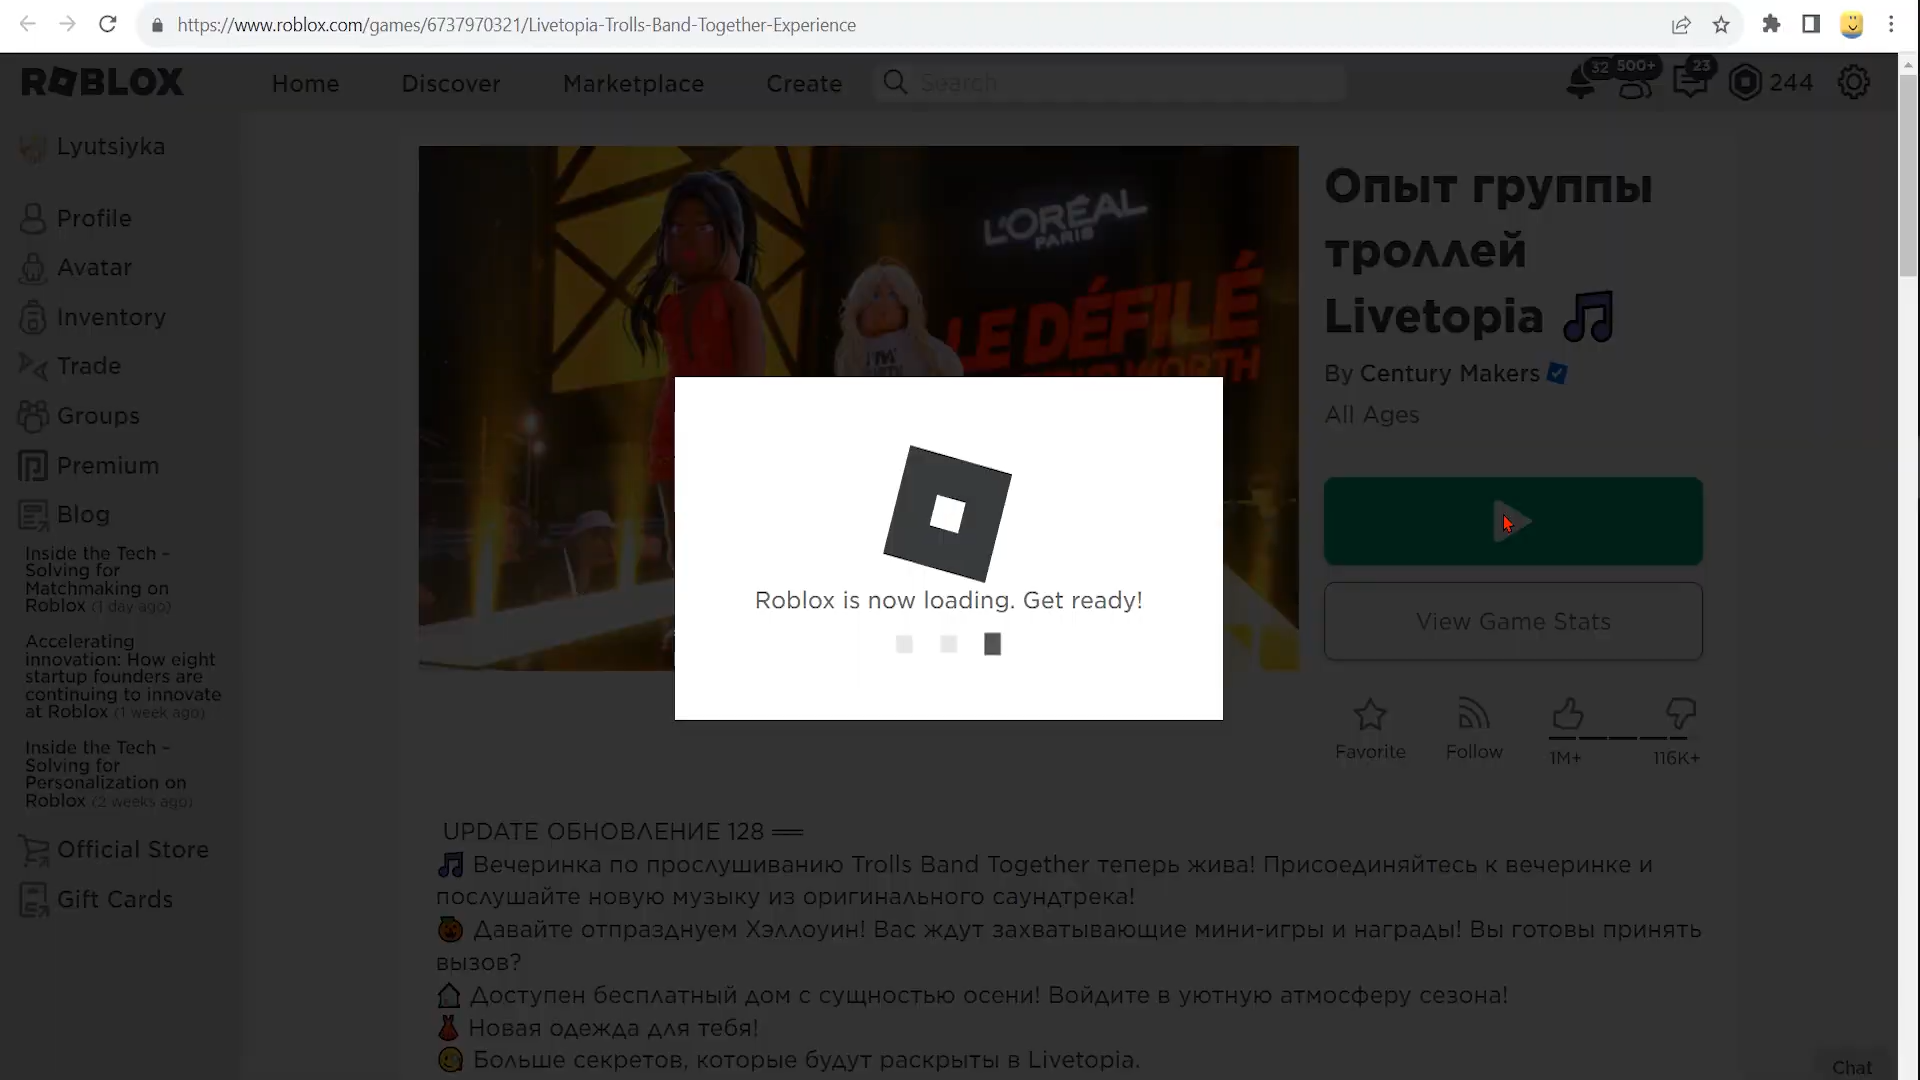 https://www.roblox.com/games/6737970321/Livetopia-Trolls-Band-Together-Experience
ROBLOX
Home
Discover
Marketplace
Create
Search
32
500+
23
244
Lyutsiyka
Profile
Avatar
Inventory
Trade
Groups
Premium
Blog
Inside the Tech –
Solving for
Matchmaking on
Roblox (1 day ago)
Accelerating
innovation: How eight
startup founders are
continuing to innovate
at Roblox (1 week ago)
Inside the Tech –
Solving for
Personalization on
Roblox (2 weeks ago)
Official Store
Gift Cards
L'ORÉAL
PARIS
LE DÉFILÉ
WORTH
I'M
Roblox is now loading. Get ready!
Опыт группы
троллей
Livetopia
By Century Makers
All Ages
View Game Stats
Favorite
Follow
1M+
116K+
UPDATE ОБНОВЛЕНИЕ 128
Вечеринка по прослушиванию Trolls Band Together теперь жива! Присоединяйтесь к вечеринке и
послушайте новую музыку из оригинального саундтрека!
Давайте отпразднуем Хэллоуин! Вас ждут захватывающие мини-игры и награды! Вы готовы принять
вызов?
Доступен бесплатный дом с сущностью осени! Войдите в уютную атмосферу сезона!
Новая одежда для тебя!
Больше секретов, которые будут раскрыты в Livetopia.
Chat